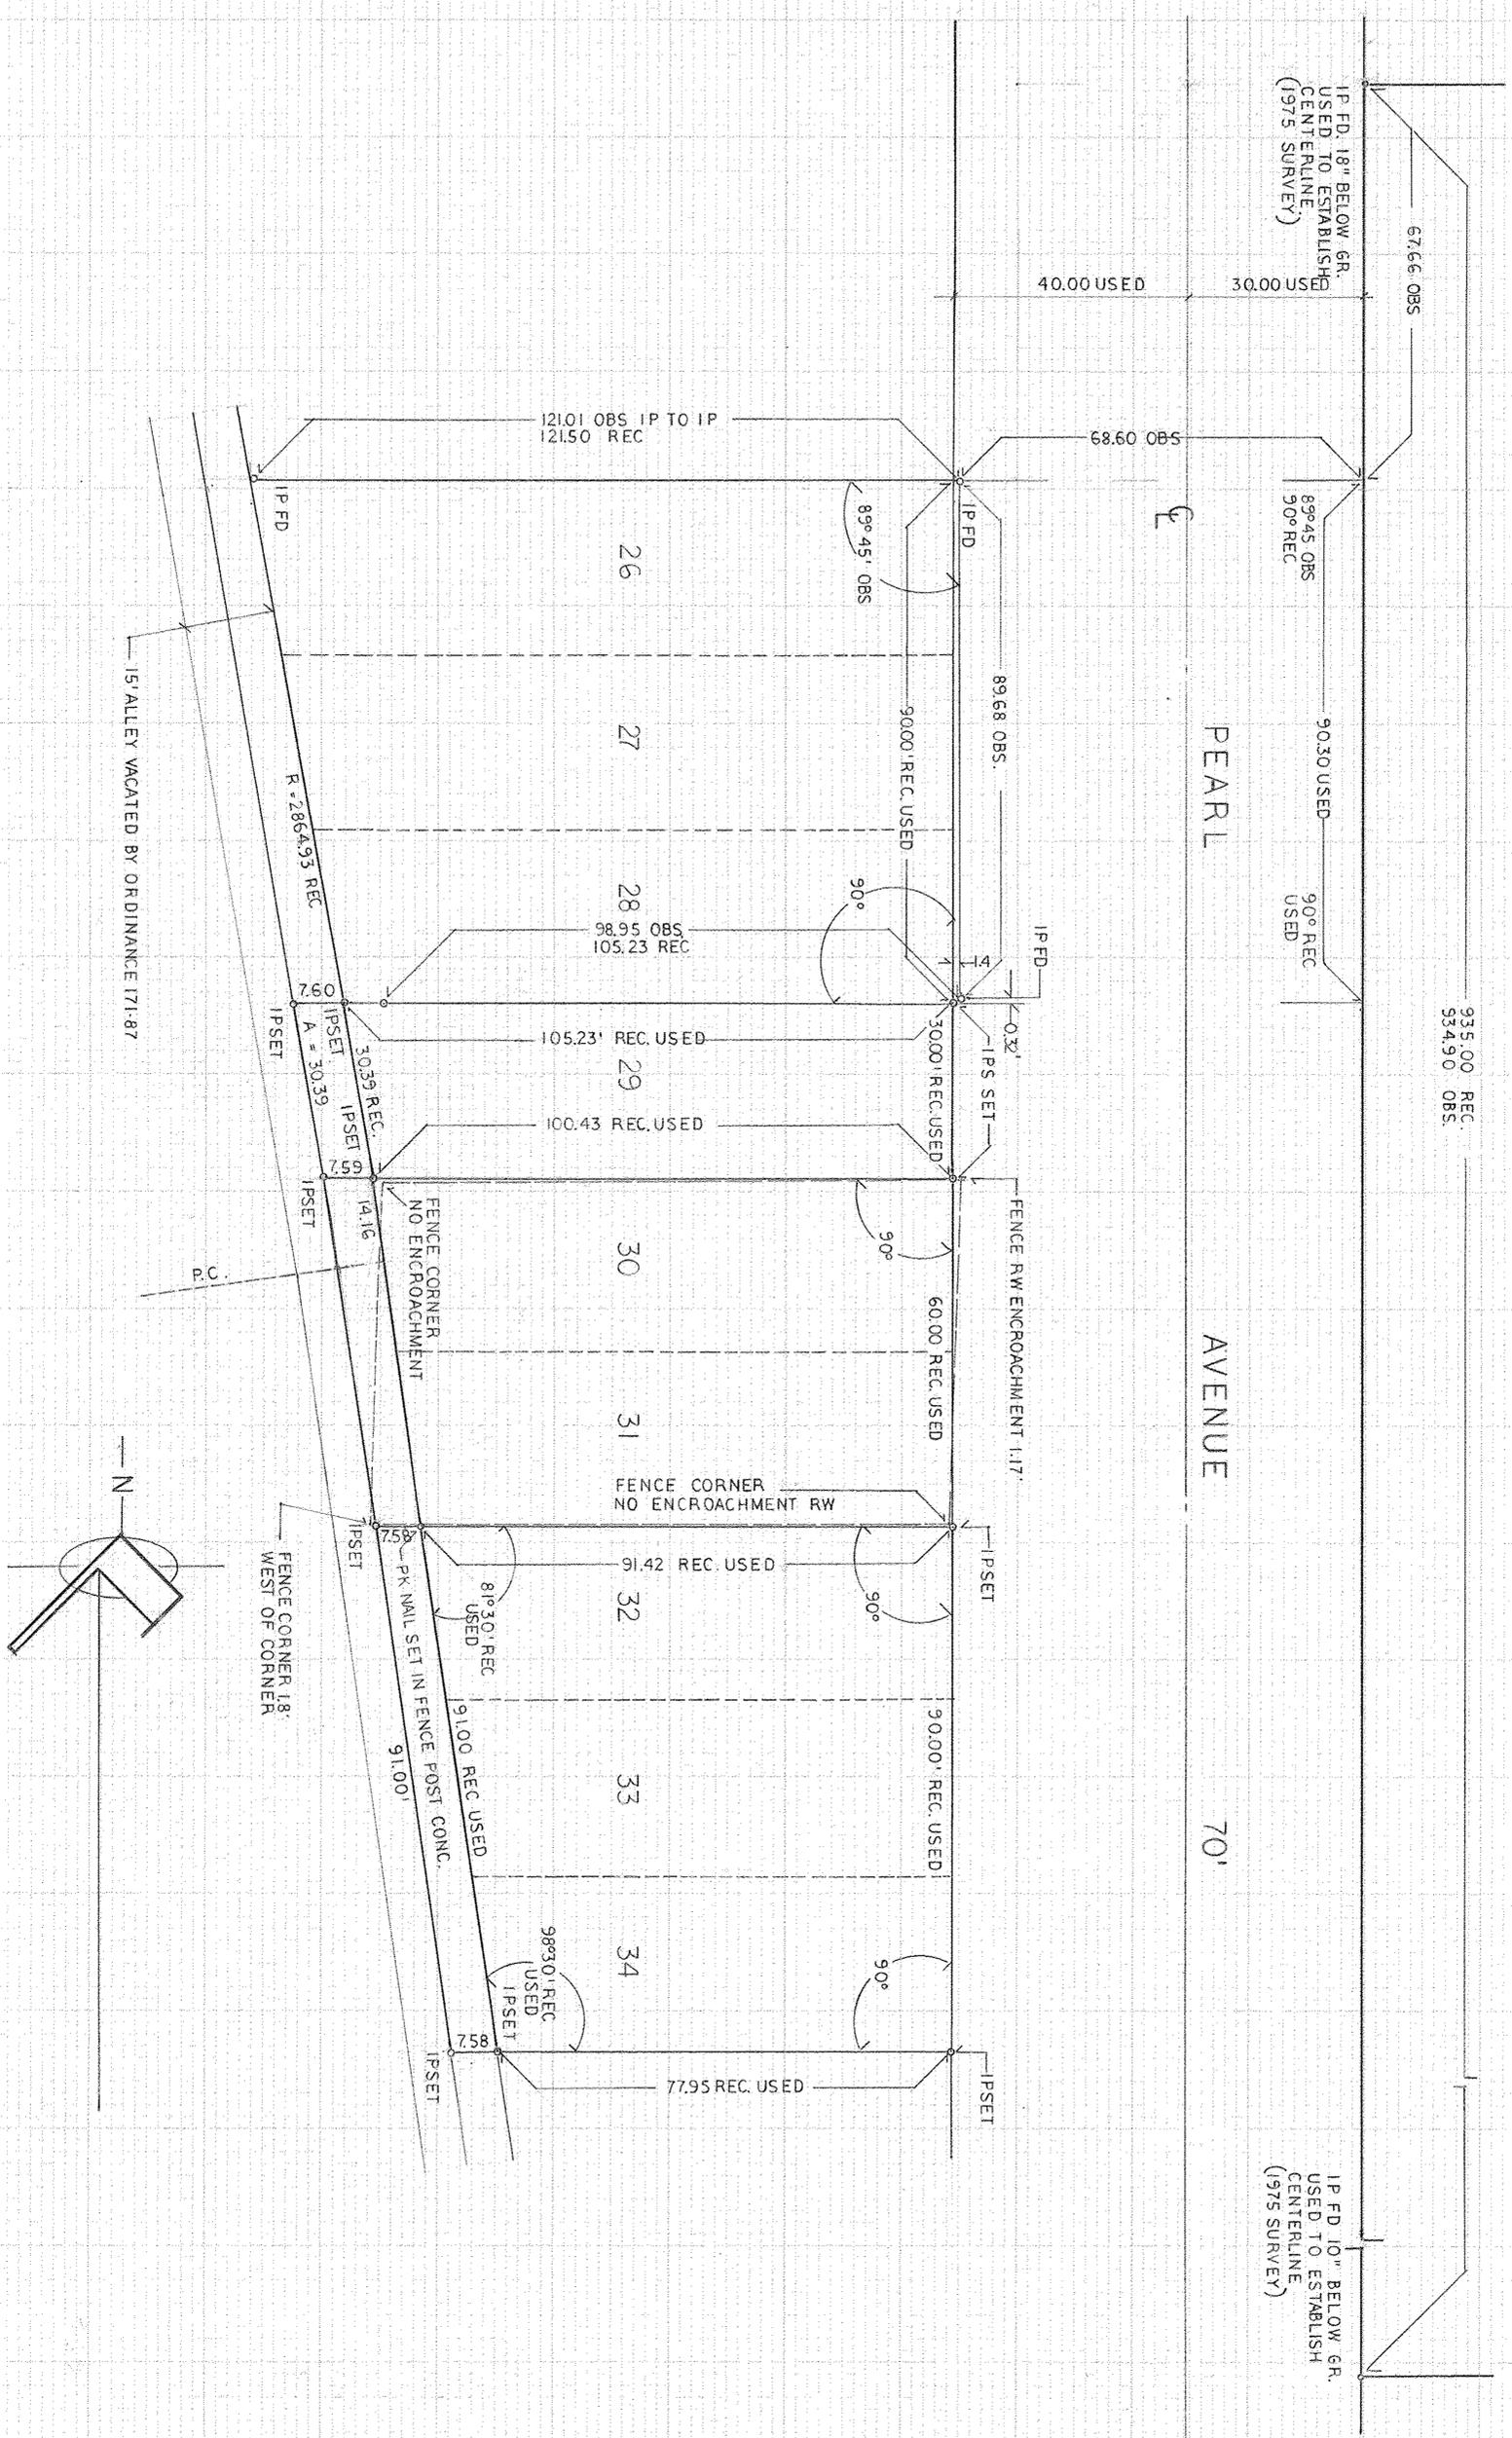 935.00 REC.
934.90 OBS.
67.66 OBS
IP FD. 18" BELOW GR.
USED TO ESTABLISH
CENTERLINE
(1975 SURVEY)
40.00 USED
30.00 USED
68.60 OBS
89°45 OBS
90° REC
90.30 USED
90° REC
USED
IP FD 10" BELOW GR.
USED TO ESTABLISH
CENTERLINE
(1975 SURVEY)
PEARL
AVENUE
70'
121.01 OBS IP TO IP
121.50 REC
IP FD
IP FD
89°45' OBS
89.68 OBS.
90.00' REC. USED
IP FD
1.4
0.32'
IPS SET
90°
98.95 OBS.
105.23 REC
105.23' REC. USED
30.00' REC. USED
100.43 REC. USED
FENCE RW ENCROACHMENT 1.17'
90°
60.00 REC. USED
FENCE CORNER
NO ENCROACHMENT RW
IPSET
91.42 REC. USED
90°
90.00' REC. USED
90°
77.95 REC. USED
IPSET
26
27
28
29
30
31
32
33
34
R = 2864.93 REC
7.60
IPSET
IPSET
30.39 REC.
A = 30.39
IPSET
7.59
IPSET
14.16
FENCE CORNER
NO ENCROACHMENT
P.C.
7.58
IPSET
81°30' REC
USED
PK NAIL SET IN FENCE POST CONC.
91.00 REC USED
91.00'
98°30' REC
USED
IPSET
7.58
IPSET
FENCE CORNER 1.8'
WEST OF CORNER
15' ALLEY VACATED BY ORDINANCE 171-87
N